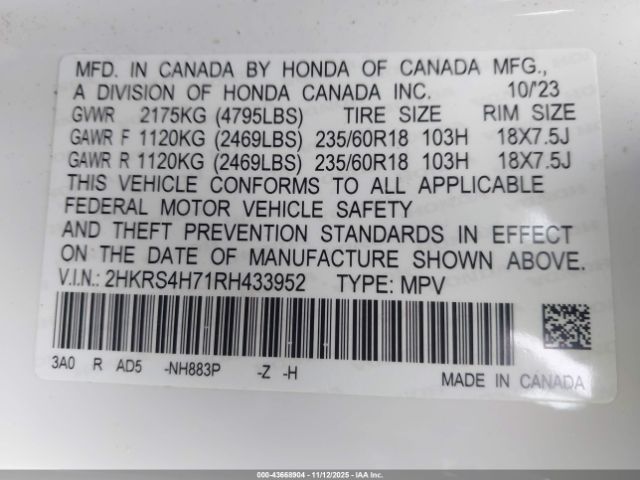 MFD. IN CANADA BY HONDA OF CANADA MFG.,
A DIVISION OF HONDA CANADA INC. 10/'23
GVWR 2175KG (4795LBS) TIRE SIZE RIM SIZE
GAWR F 1120KG (2469LBS) 235/60R18 103H 18X7.5J
GAWR R 1120KG (2469LBS) 235/60R18 103H 18X7.5J
THIS VEHICLE CONFORMS TO ALL APPLICABLE
FEDERAL MOTOR VEHICLE SAFETY
AND THEFT PREVENTION STANDARDS IN EFFECT
ON THE DATE OF MANUFACTURE SHOWN ABOVE.
V.I.N.: 2HKRS4H71RH433952 TYPE: MPV
3A0 R AD5 -NH883P -Z -H
MADE IN CANADA
000-43668904 - 11/12/2025 - IAA Inc.